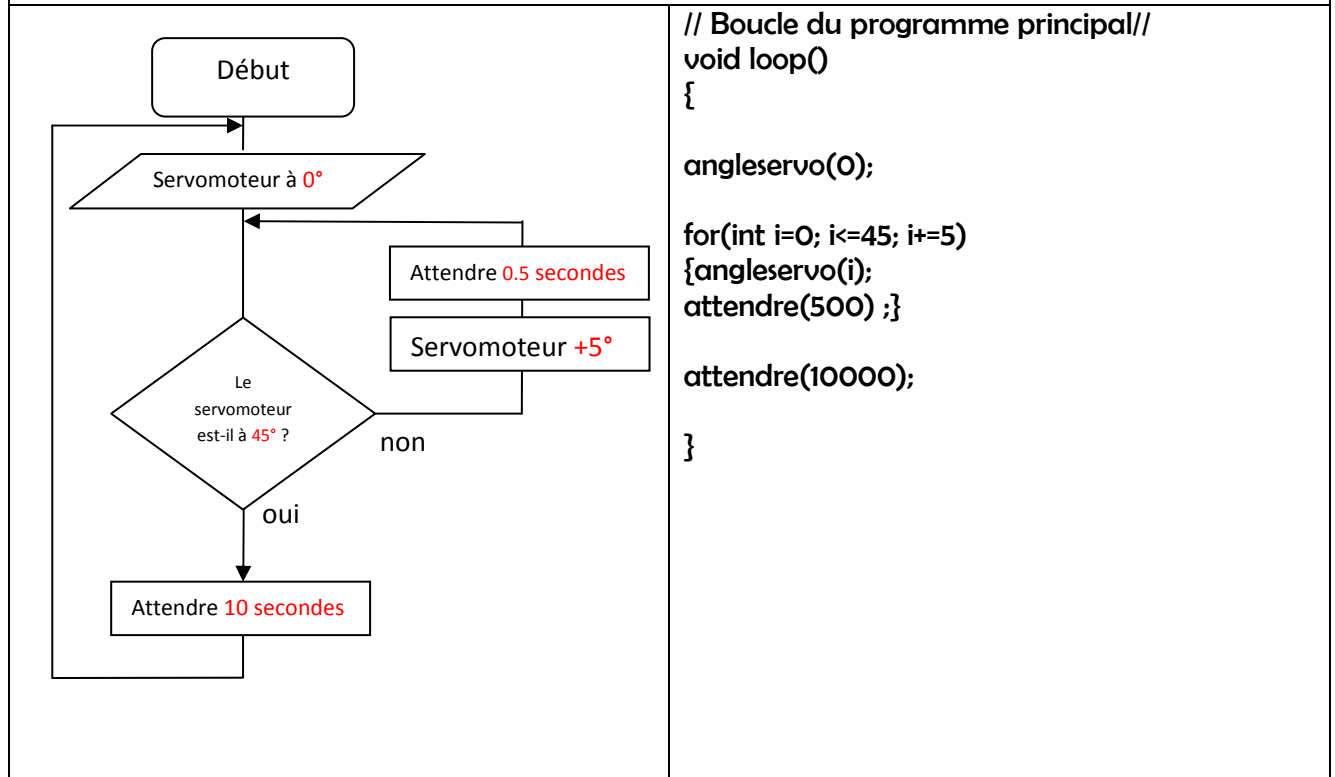 Début
Servomoteur à 0°
Attendre 0.5 secondes
Servomoteur +5°
Le
servomoteur
est-il à 45° ?
non
oui
Attendre 10 secondes
// Boucle du programme principal//
void loop()
{
angleservo(0);
for(int i=0; i<=45; i+=5)
{angleservo(i);
attendre(500) ;}
attendre(10000);
}